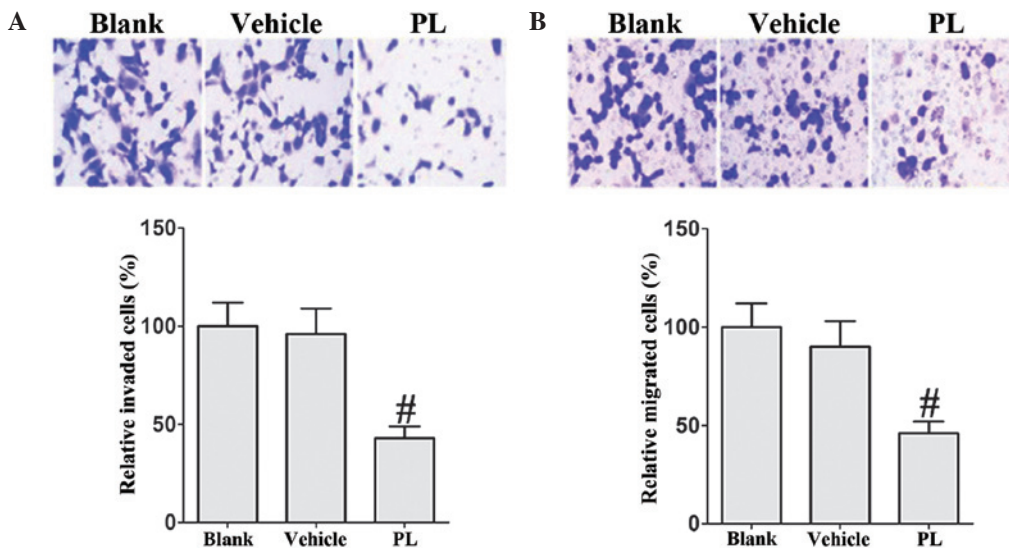 A
Blank Vehicle PL
Relative invaded cells (%)
150
100
50
0
#
Blank Vehicle PL
B
Blank Vehicle PL
Relative migrated cells (%)
150
100
50
0
#
Blank Vehicle PL